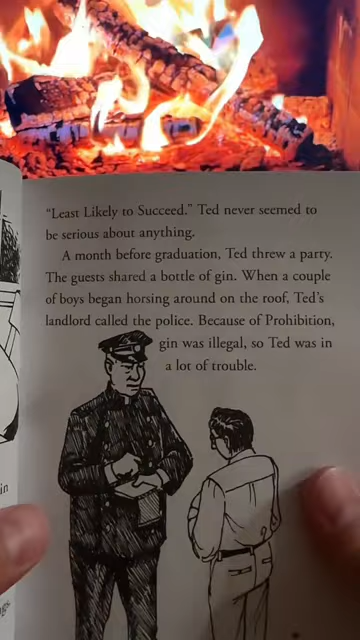 "Least Likely to Succeed." Ted never seemed to
be serious about anything.
A month before graduation, Ted threw a party.
The guests shared a bottle of gin. When a couple
of boys began horsing around on the roof, Ted's
landlord called the police. Because of Prohibition,
gin was illegal, so Ted was in
a lot of trouble.
in